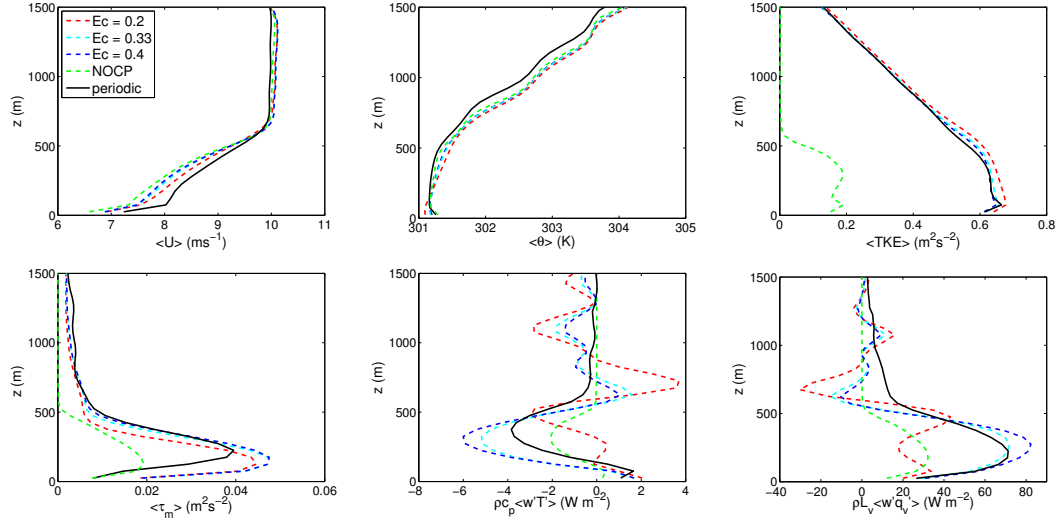 Ec = 0.2
Ec = 0.33
Ec = 0.4
NOCP
periodic
1500
1000
500
0
z (m)
6 7 8 9 10 11
<U> (ms⁻¹)
1500
1000
500
0
z (m)
301 302 303 304 305
<θ> (K)
1500
1000
500
0
z (m)
0 0.2 0.4 0.6 0.8
<TKE> (m²s⁻²)
1500
1000
500
0
z (m)
0 0.02 0.04 0.06
<τₘ> (m²s⁻²)
1500
1000
500
0
z (m)
−8 −6 −4 −2 0 2 4
ρcₚ<w'T'> (W m⁻²)
1500
1000
500
0
z (m)
−40 −20 0 20 40 60 80
ρLᵥ<w'qᵥ'> (W m⁻²)